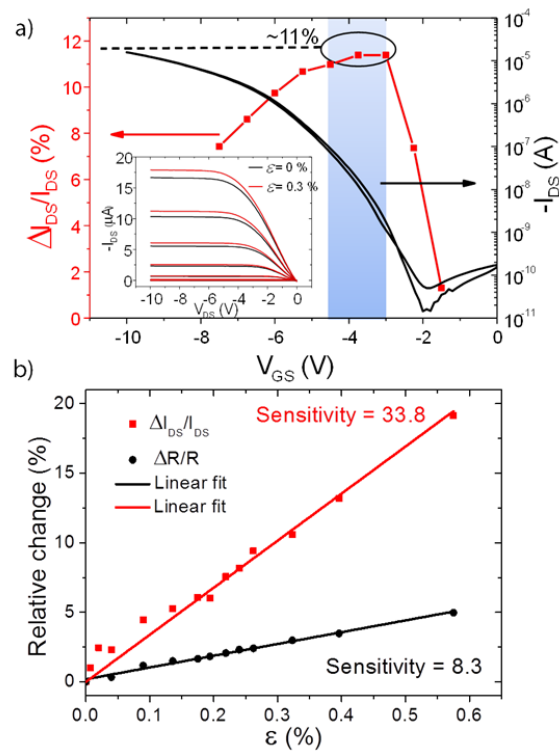 a)
~11%
12
10
8
6
4
2
0
ΔI_DS/I_DS (%)
10⁻⁴
10⁻⁵
10⁻⁶
10⁻⁷
10⁻⁸
10⁻⁹
10⁻¹⁰
10⁻¹¹
-I_DS (A)
20
15
10
5
0
-I_DS (μA)
ε = 0 %
ε = 0.3 %
-10 -8 -6 -4 -2 0
V_DS (V)
-10 -8 -6 -4 -2 0
V_GS (V)
b)
20
15
10
5
0
Relative change (%)
ΔI_DS/I_DS
ΔR/R
Linear fit
Linear fit
Sensitivity = 33.8
Sensitivity = 8.3
0.0 0.1 0.2 0.3 0.4 0.5 0.6
ε (%)